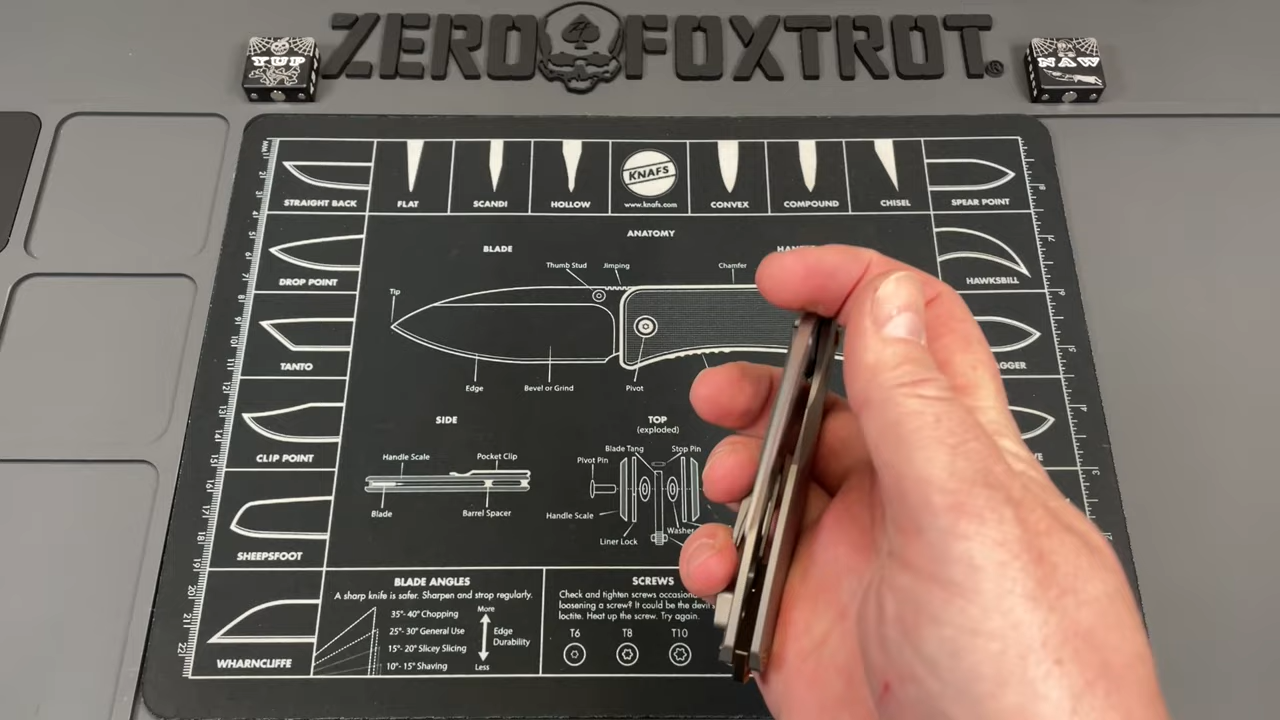 ZERO FOXTROT®
YUP
NAW
STRAIGHT BACK
FLAT
SCANDI
HOLLOW
KNAFS
www.knafs.com
CONVEX
COMPOUND
CHISEL
SPEAR POINT
ANATOMY
BLADE
DROP POINT
HAWKSBILL
Thumb Stud
Jimping
Chamfer
Tip
TANTO
Edge
Bevel or Grind
Pivot
SIDE
TOP
(exploded)
CLIP POINT
Handle Scale
Pocket Clip
Blade Tang
Stop Pin
Pivot Pin
Blade
Barrel Spacer
Handle Scale
Washer
Liner Lock
SHEEPSFOOT
BLADE ANGLES
A sharp knife is safer. Sharpen and strop regularly.
35°- 40° Chopping
25°- 30° General Use
15°- 20° Slicey Slicing
10°- 15° Shaving
More
Edge
Durability
Less
SCREWS
Check and tighten screws
loosening a screw? It could be the
loctite. Heat up the screw. Try again.
T6
T8
T10
WHARNCLIFFE